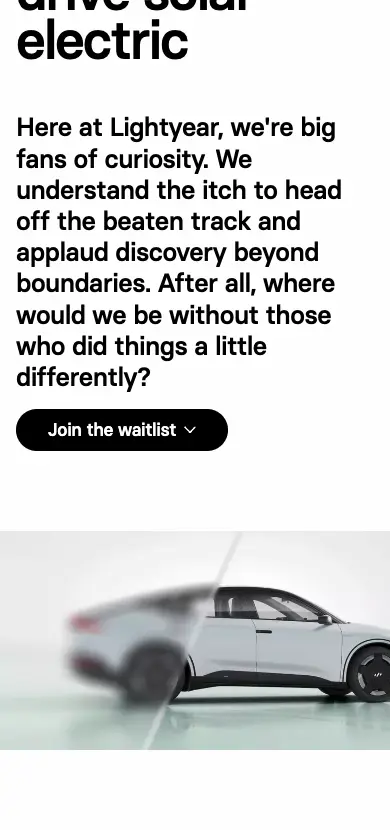 drive solar
electric
Here at Lightyear, we're big
fans of curiosity. We
understand the itch to head
off the beaten track and
applaud discovery beyond
boundaries. After all, where
would we be without those
who did things a little
differently?
Join the waitlist